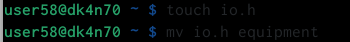 user58@dk4n70 ~ $ touch io.h
user58@dk4n70 ~ $ mv io.h equipment